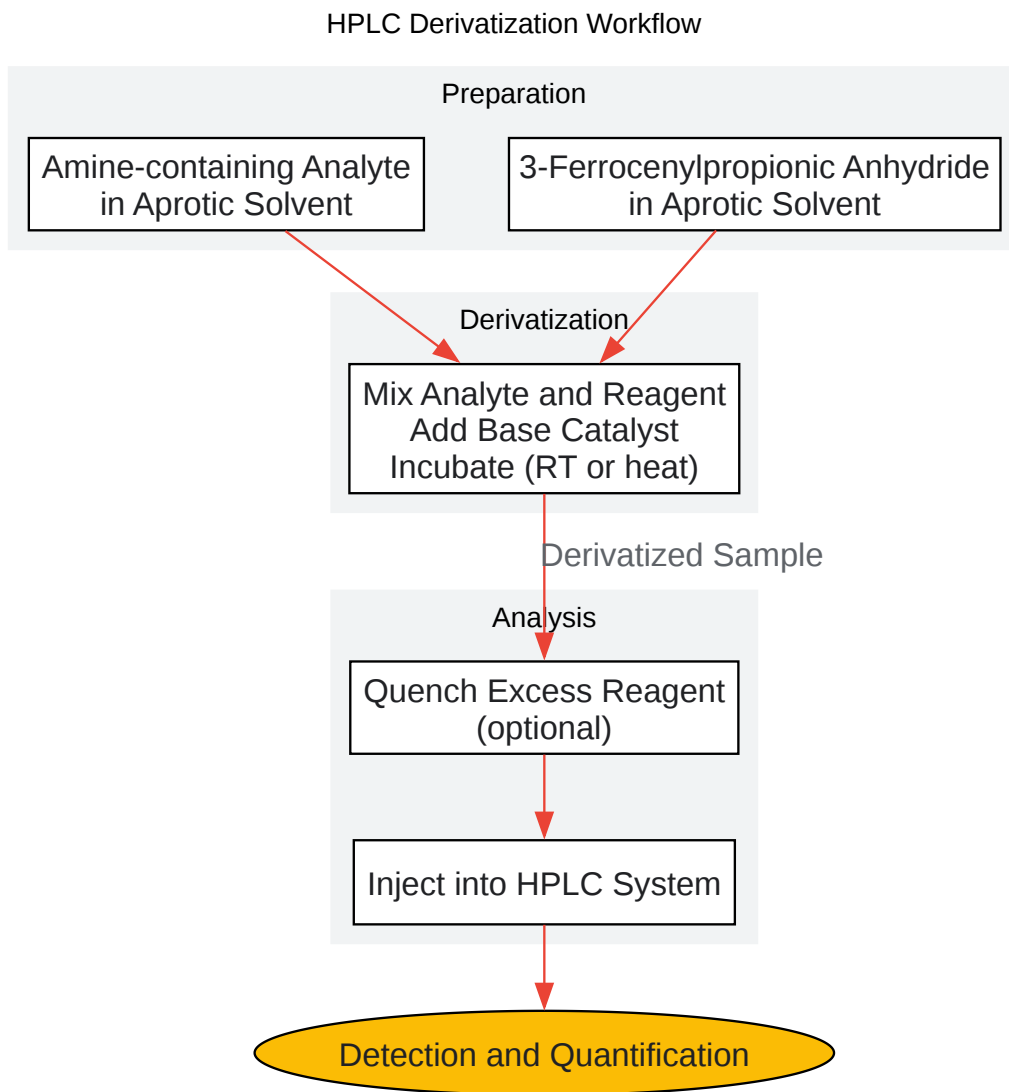 HPLC Derivatization Workflow
Preparation
Amine-containing Analyte
in Aprotic Solvent
3-Ferrocenylpropionic Anhydride
in Aprotic Solvent
Derivatization
Mix Analyte and Reagent
Add Base Catalyst
Incubate (RT or heat)
Derivatized Sample
Analysis
Quench Excess Reagent
(optional)
Inject into HPLC System
Detection and Quantification